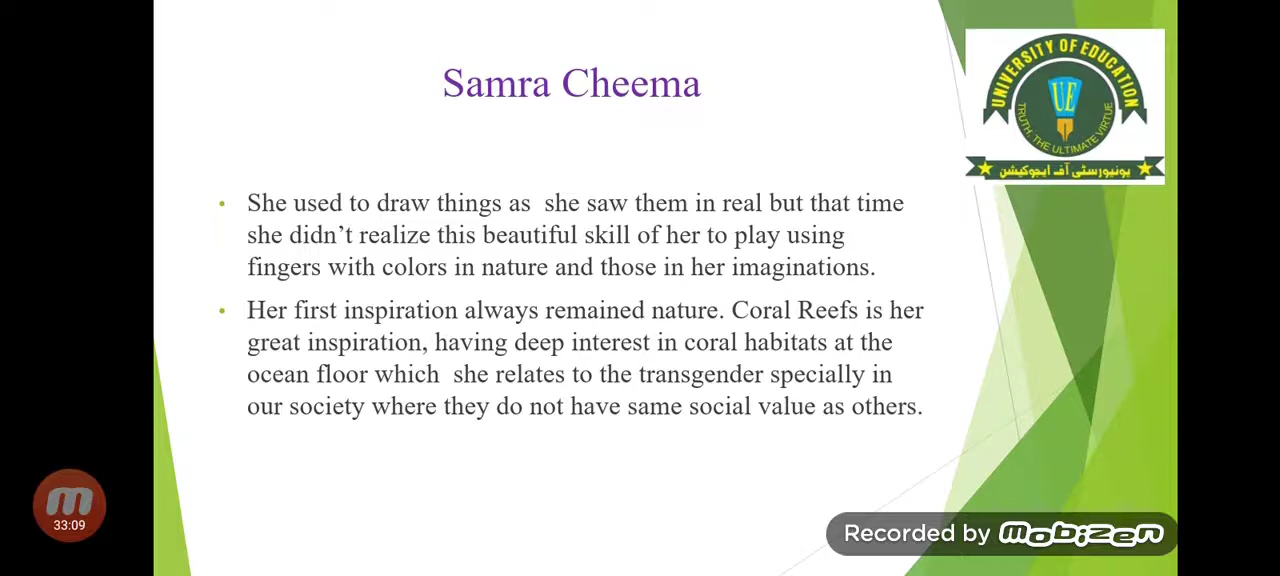 Samra Cheema
UNIVERSITY OF EDUCATION
UE
TRUTH, THE ULTIMATE VIRTUE
یونیورسٹی آف ایجوکیشن
• She used to draw things as she saw them in real but that time
she didn’t realize this beautiful skill of her to play using
fingers with colors in nature and those in her imaginations.
• Her first inspiration always remained nature. Coral Reefs is her
great inspiration, having deep interest in coral habitats at the
ocean floor which she relates to the transgender specially in
our society where they do not have same social value as others.
33:09
Recorded by mobizen